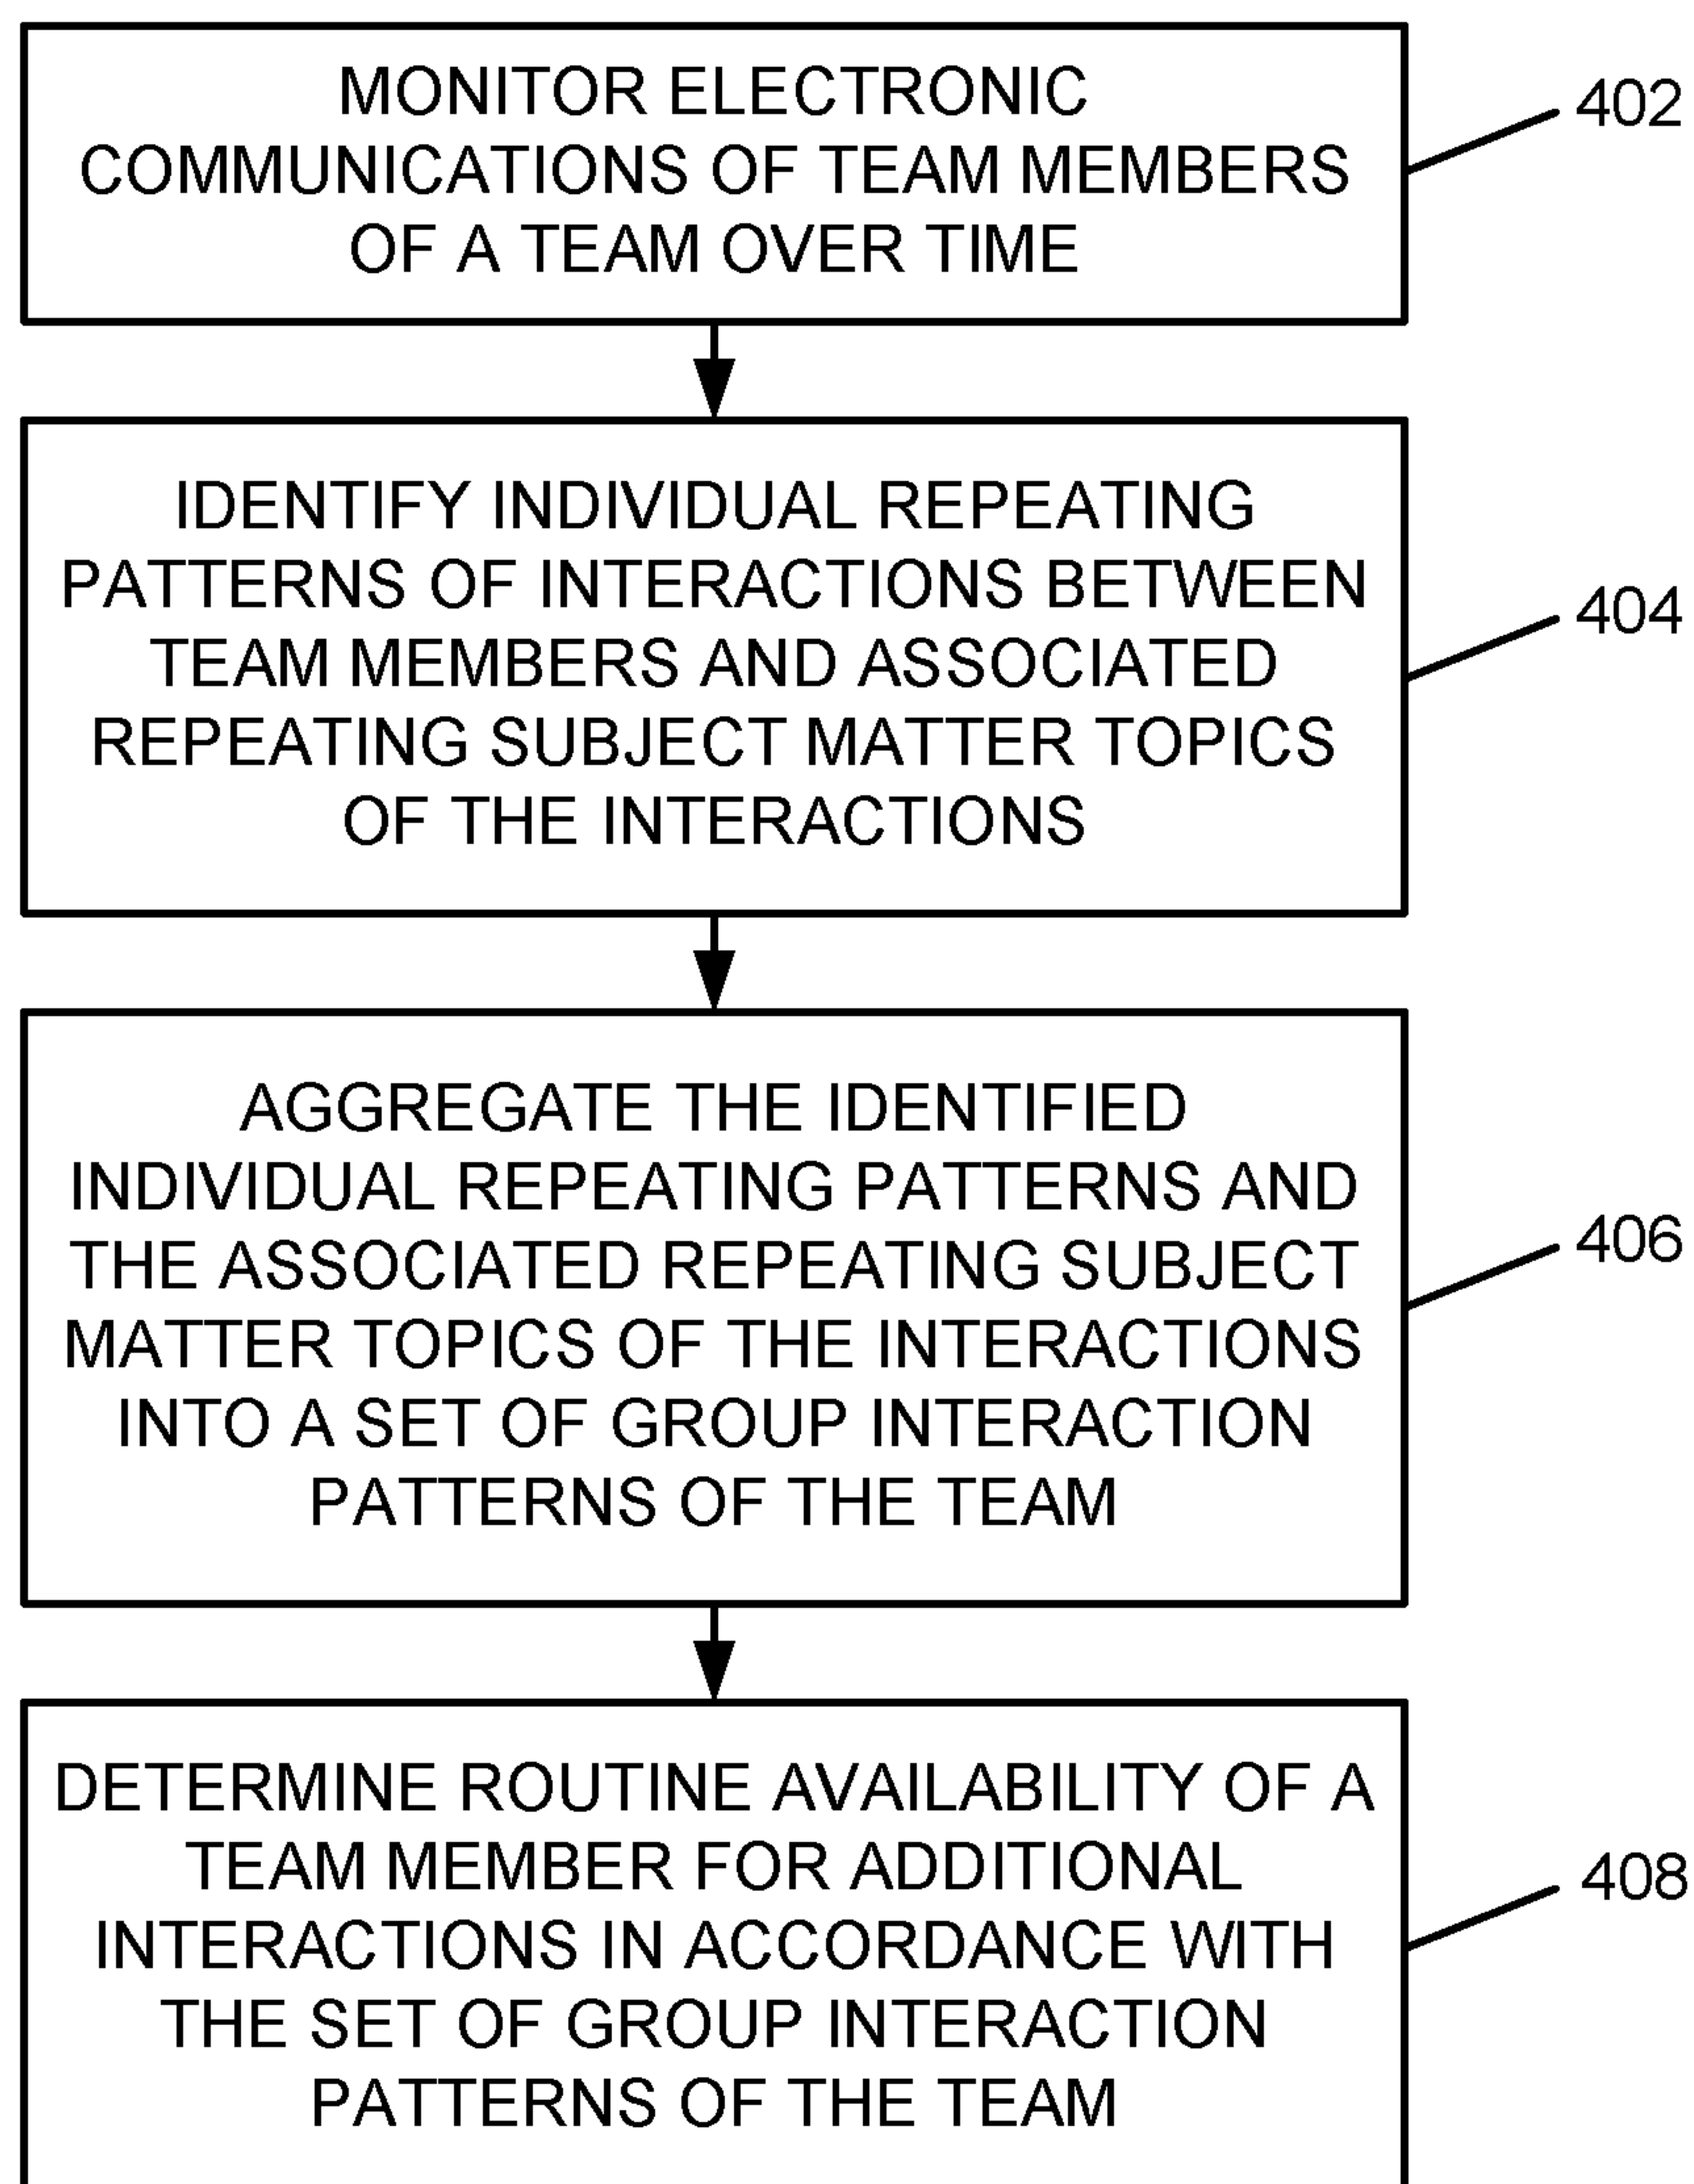 MONITOR ELECTRONIC
COMMUNICATIONS OF TEAM MEMBERS
OF A TEAM OVER TIME
402
IDENTIFY INDIVIDUAL REPEATING
PATTERNS OF INTERACTIONS BETWEEN
TEAM MEMBERS AND ASSOCIATED
REPEATING SUBJECT MATTER TOPICS
OF THE INTERACTIONS
404
AGGREGATE THE IDENTIFIED
INDIVIDUAL REPEATING PATTERNS AND
THE ASSOCIATED REPEATING SUBJECT
MATTER TOPICS OF THE INTERACTIONS
INTO A SET OF GROUP INTERACTION
PATTERNS OF THE TEAM
406
DETERMINE ROUTINE AVAILABILITY OF A
TEAM MEMBER FOR ADDITIONAL
INTERACTIONS IN ACCORDANCE WITH
THE SET OF GROUP INTERACTION
PATTERNS OF THE TEAM
408